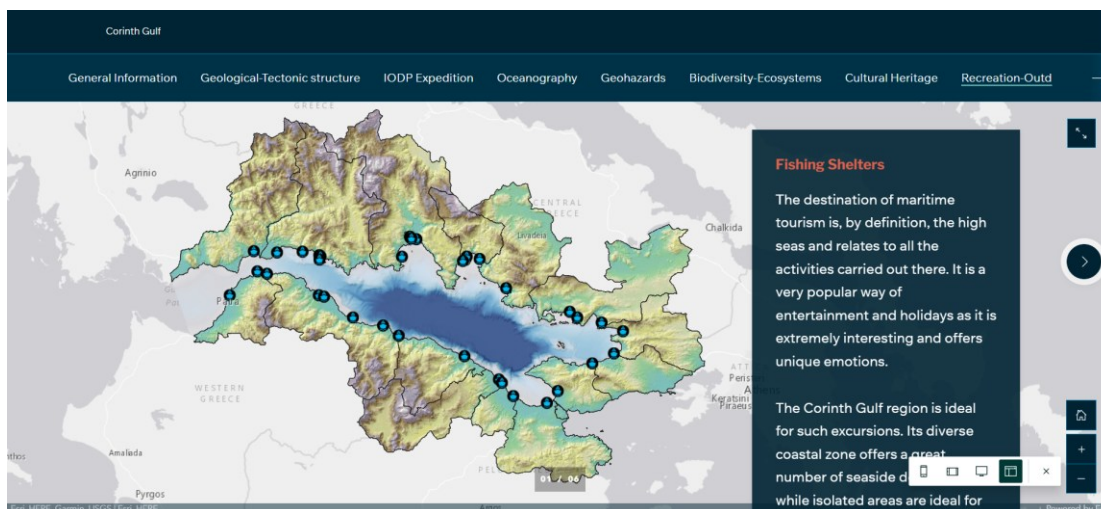 Corinth Gulf
General Information Geological-Tectonic structure IODP Expedition Oceanography Geohazards Biodiversity-Ecosystems Cultural Heritage Recreation-Outd
GREECE
Agrinio
CENTRAL
GREECE
Livadeia
Chalkida
Patra
WESTERN
GREECE
Keratsini
Piraeus
Amaliada
Pyrgos
01 / 06
Fishing Shelters
The destination of maritime
tourism is, by definition, the high
seas and relates to all the
activities carried out there. It is a
very popular way of
entertainment and holidays as it is
extremely interesting and offers
unique emotions.
The Corinth Gulf region is ideal
for such excursions. Its diverse
coastal zone offers a great
number of seaside d
while isolated areas are ideal for